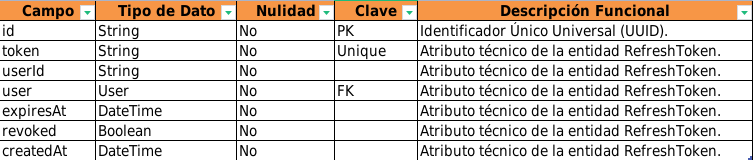 Campo Tipo de Dato Nulidad Clave Descripción Funcional
id String No PK Identificador Único Universal (UUID).
token String No Unique Atributo técnico de la entidad RefreshToken.
userId String No Atributo técnico de la entidad RefreshToken.
user User No FK Atributo técnico de la entidad RefreshToken.
expiresAt DateTime No Atributo técnico de la entidad RefreshToken.
revoked Boolean No Atributo técnico de la entidad RefreshToken.
createdAt DateTime No Atributo técnico de la entidad RefreshToken.